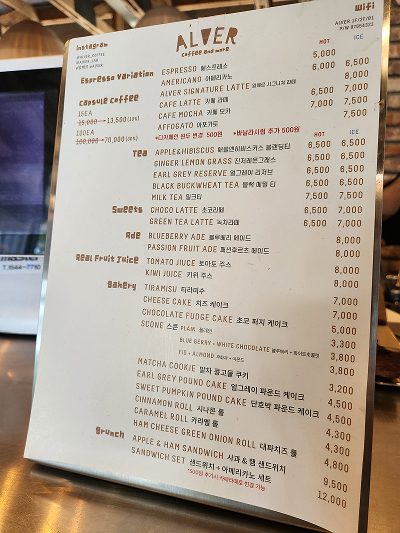 Instagram
ALVER
coffee and more
Wifi
ALVER 2F/3F/B1
HOT ICE
Espresso Variation
ESPRESSO 에스프레소 5,000
AMERICANO 아메리카노 6,000 6,500
ALVER SIGNATURE LATTE 알베르 시그니처 라떼 8,000
CAFE LATTE 카페 라떼 6,500 7,000
CAFE MOCHA 카페 모카 7,000 7,500
AFFOGATO 아포가토 7,500
*디카페인 원두 변경 500원 *바닐라시럽 추가 500원
Capsule Coffee
15EA
15,000 → 13,500 (10%)
100EA
100,000 → 70,000 (30%)
HOT ICE
Tea
APPLE&HIBISCUS 애플앤히비스커스 블렌딩티 6,500 6,500
GINGER LEMON GRASS 진저레몬그라스 6,500 6,500
EARL GREY RESERVE 얼그레이 리저브 6,500 6,500
BLACK BUCKWHEAT TEA 블랙 메밀 티 6,500 6,500
MILK TEA 밀크티 7,500 7,500
Sweets
CHOCO LATTE 초코라떼 6,500 7,000
GREEN TEA LATTE 녹차라떼 6,500 7,000
Ade
BLUEBERRY ADE 블루베리 에이드 8,000
PASSION FRUIT ADE 패션후르츠 에이드 8,000
Real Fruit Juice
TOMATO JUICE 토마토 주스 8,000
KIWI JUICE 키위 주스 8,000
Bakery
TIRAMISU 티라미수 7,000
CHEESE CAKE 치즈 케이크 7,000
CHOCOLATE FUDGE CAKE 초코 퍼지 케이크 5,000
SCONE 스콘 PLAIN 플레인 3,300
BLUE BERRY + WHITE CHOCOLATE 3,800
FIG + ALMOND 무화과 + 아몬드 3,800
MATCHA COOKIE 말차 쿠키 3,200
EARL GREY POUND CAKE 얼그레이 파운드 케이크 4,500
SWEET PUMPKIN POUND CAKE 단호박 파운드 케이크 4,500
CINNAMON ROLL 시나몬 롤 4,300
CARAMEL ROLL 카라멜 롤 4,300
HAM CHEESE GREEN ONION ROLL 대파치즈 롤 4,800
Brunch
APPLE & HAM SANDWICH 사과 & 햄 샌드위치 9,500
SANDWICH SET 샌드위치 + 아메리카노 세트 12,000
*500원 추가시 카페라떼로 변경 가능